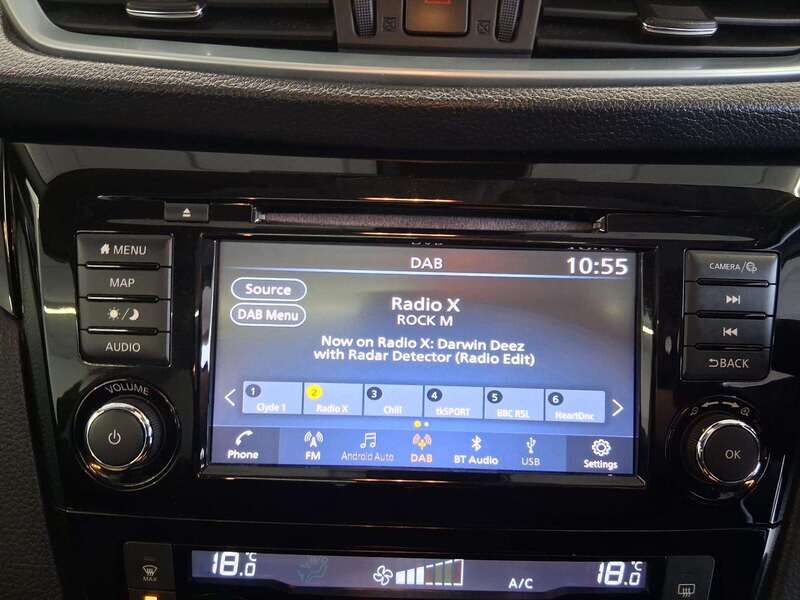 MENU
MAP
AUDIO
VOLUME
DAB
10:55
Source
DAB Menu
Radio X
ROCK M
Now on Radio X: Darwin Deez
with Radar Detector (Radio Edit)
1 2 3 4 5 6
Clyde 1 Radio X Chill tkSPORT BBC R5L HeartDnc
Phone FM Android Auto DAB BT Audio USB Settings
CAMERA/
BACK
OK
MAX
18.0°C
A/C
18.0°C